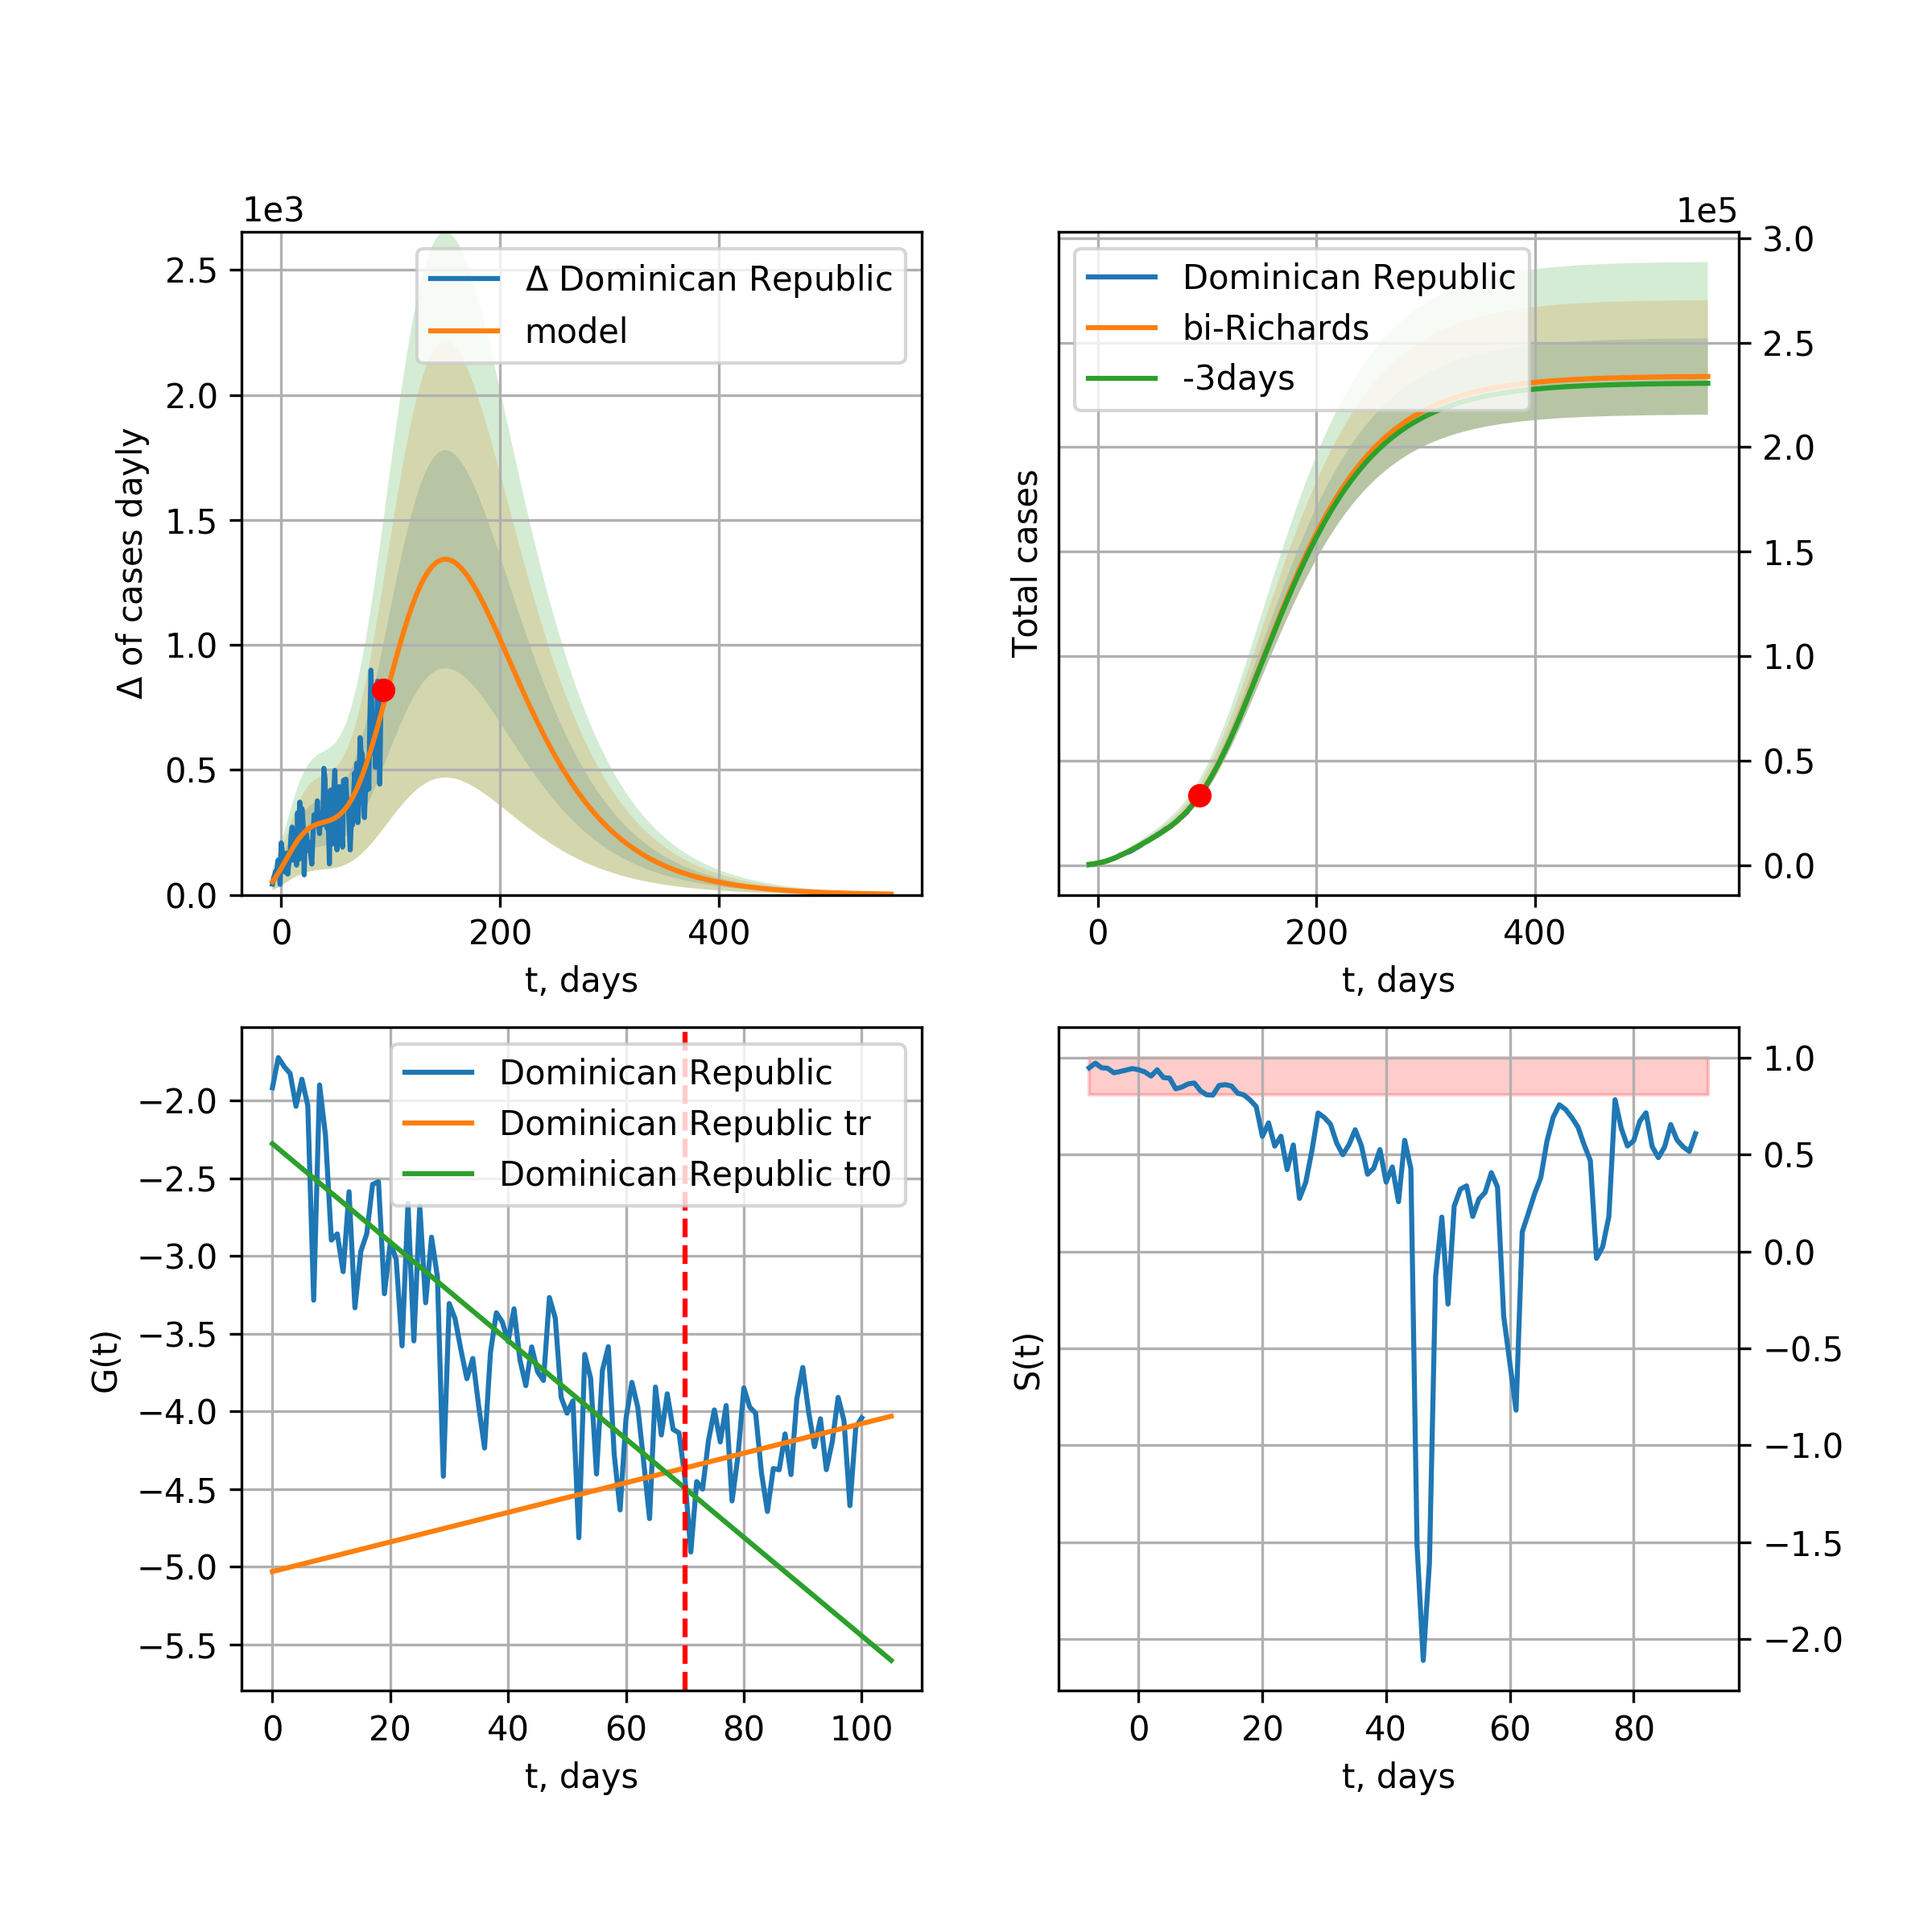 1e3
2.5
2.0
1.5
1.0
0.5
0.0
Δ of cases dayly
Δ Dominican Republic
model
0 200 400
t, days
1e5
3.0
2.5
2.0
1.5
1.0
0.5
0.0
Total cases
Dominican Republic
bi-Richards
-3days
0 200 400
t, days
−2.0
−2.5
−3.0
−3.5
−4.0
−4.5
−5.0
−5.5
G(t)
Dominican Republic
Dominican Republic tr
Dominican Republic tr0
0 20 40 60 80 100
t, days
1.0
0.5
0.0
−0.5
−1.0
−1.5
−2.0
S(t)
0 20 40 60 80
t, days